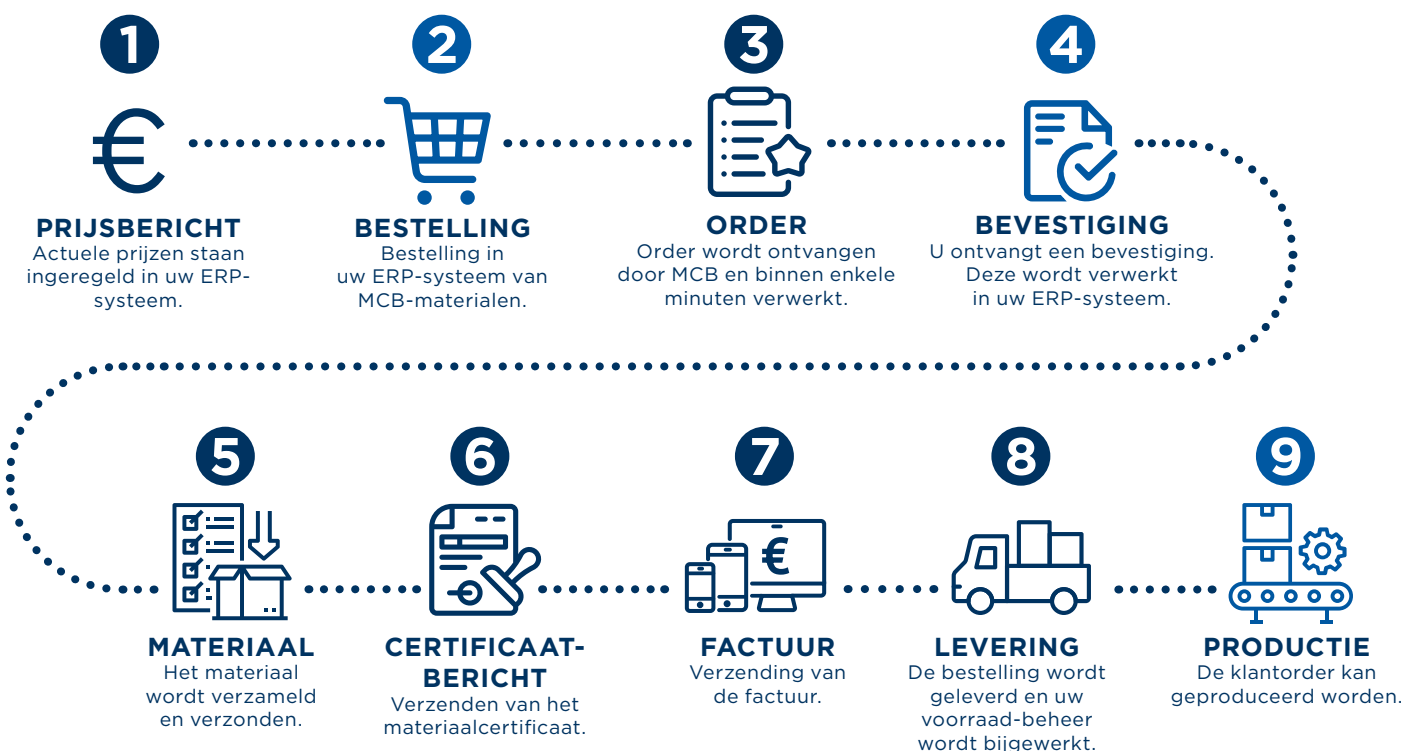 1
€
PRIJSBERICHT
Actuele prijzen staan
ingeregeld in uw ERP-
systeem.
2
BESTELLING
Bestelling in
uw ERP-systeem van
MCB-materialen.
3
ORDER
Order wordt ontvangen
door MCB en binnen enkele
minuten verwerkt.
4
BEVESTIGING
U ontvangt een bevestiging.
Deze wordt verwerkt
in uw ERP-systeem.
5
MATERIAAL
Het materiaal
wordt verzameld
en verzonden.
6
CERTIFICAAT-
BERICHT
Verzenden van het
materiaalcertificaat.
7
€
FACTUUR
Verzending van
de factuur.
8
LEVERING
De bestelling wordt
geleverd en uw
voorraad-beheer
wordt bijgewerkt.
9
PRODUCTIE
De klantorder kan
geproduceerd worden.